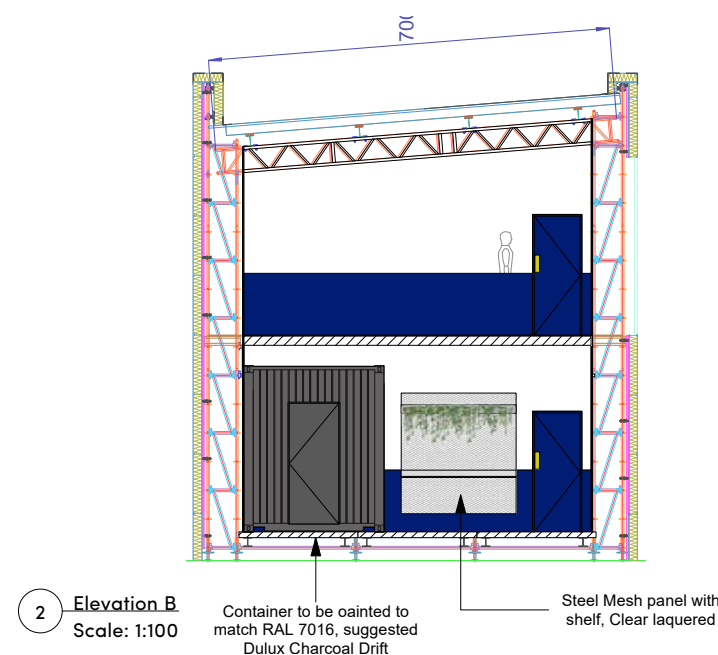 2
Elevation B
Scale: 1:100
Container to be oainted to
match RAL 7016, suggested
Dulux Charcoal Drift
Steel Mesh panel with
shelf, Clear laquered